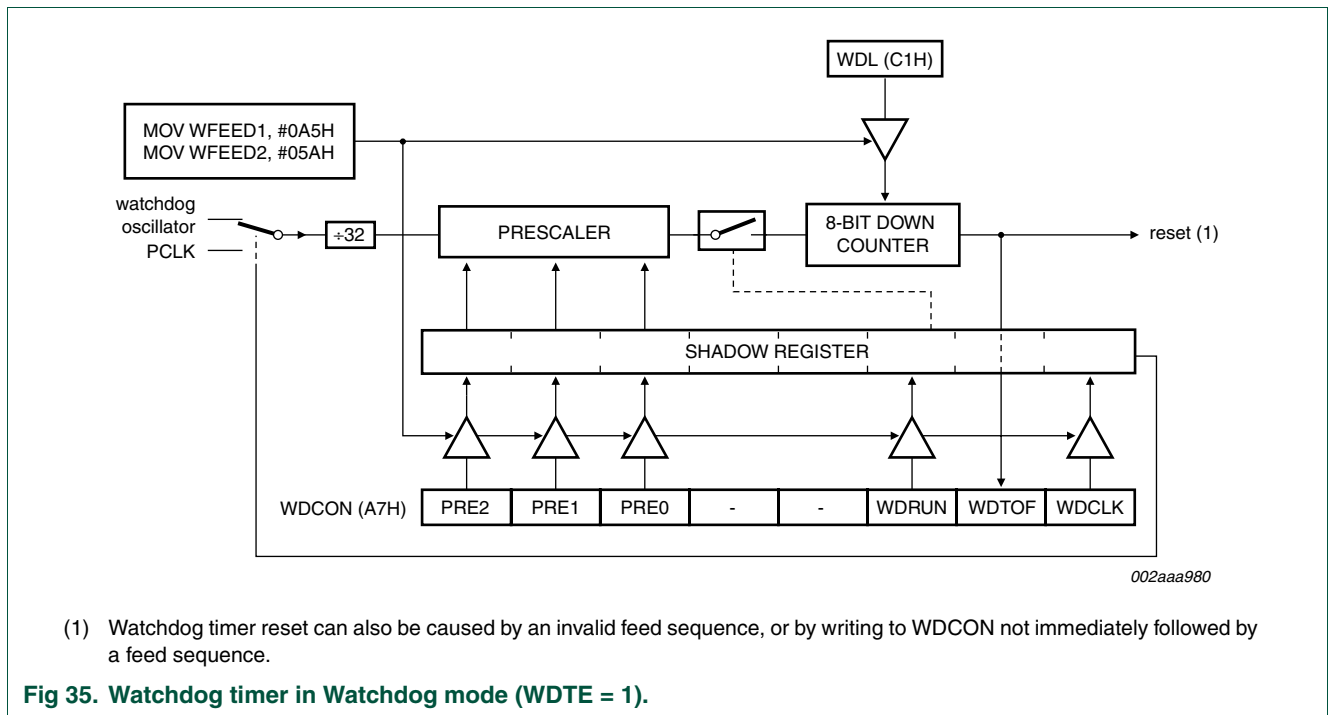 WDL (C1H)
MOV WFEED1, #0A5H
MOV WFEED2, #05AH
watchdog
oscillator
PCLK
÷32
PRESCALER
8-BIT DOWN
COUNTER
reset (1)
SHADOW REGISTER
WDCON (A7H) PRE2 PRE1 PRE0 - - WDRUN WDTOF WDCLK
002aaa980
(1) Watchdog timer reset can also be caused by an invalid feed sequence, or by writing to WDCON not immediately followed by
a feed sequence.
Fig 35. Watchdog timer in Watchdog mode (WDTE = 1).